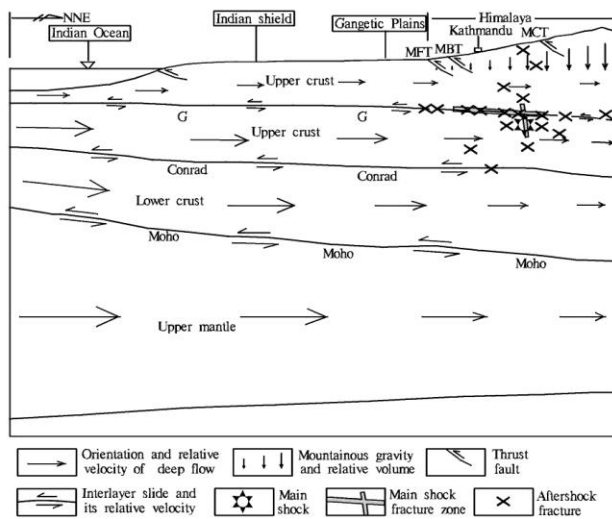 NNE
Indian Ocean
Indian shield
Gangetic Plains
Himalaya
Kathmandu
MCT
MFT
MBT
Upper crust
G
G
Upper crust
Conrad
Conrad
Lower crust
Moho
Moho
Moho
Upper mantle
Orientation and relative
velocity of deep flow
Mountainous gravity
and relative volume
Thrust
fault
Interlayer slide and
its relative velocity
Main
shock
Main shock
fracture zone
Aftershock
fracture